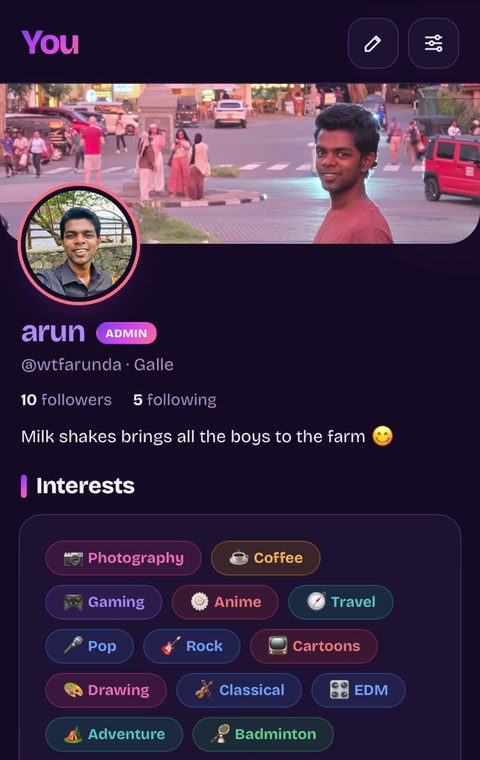 You
arun ADMIN
@wtfarunda · Galle
10 followers 5 following
Milk shakes brings all the boys to the farm 😋
Interests
📷 Photography ☕ Coffee
🎮 Gaming 🍥 Anime 🧭 Travel
🎤 Pop 🎸 Rock 📺 Cartoons
🎨 Drawing 🎻 Classical 🎛️ EDM
🏕️ Adventure 🏸 Badminton